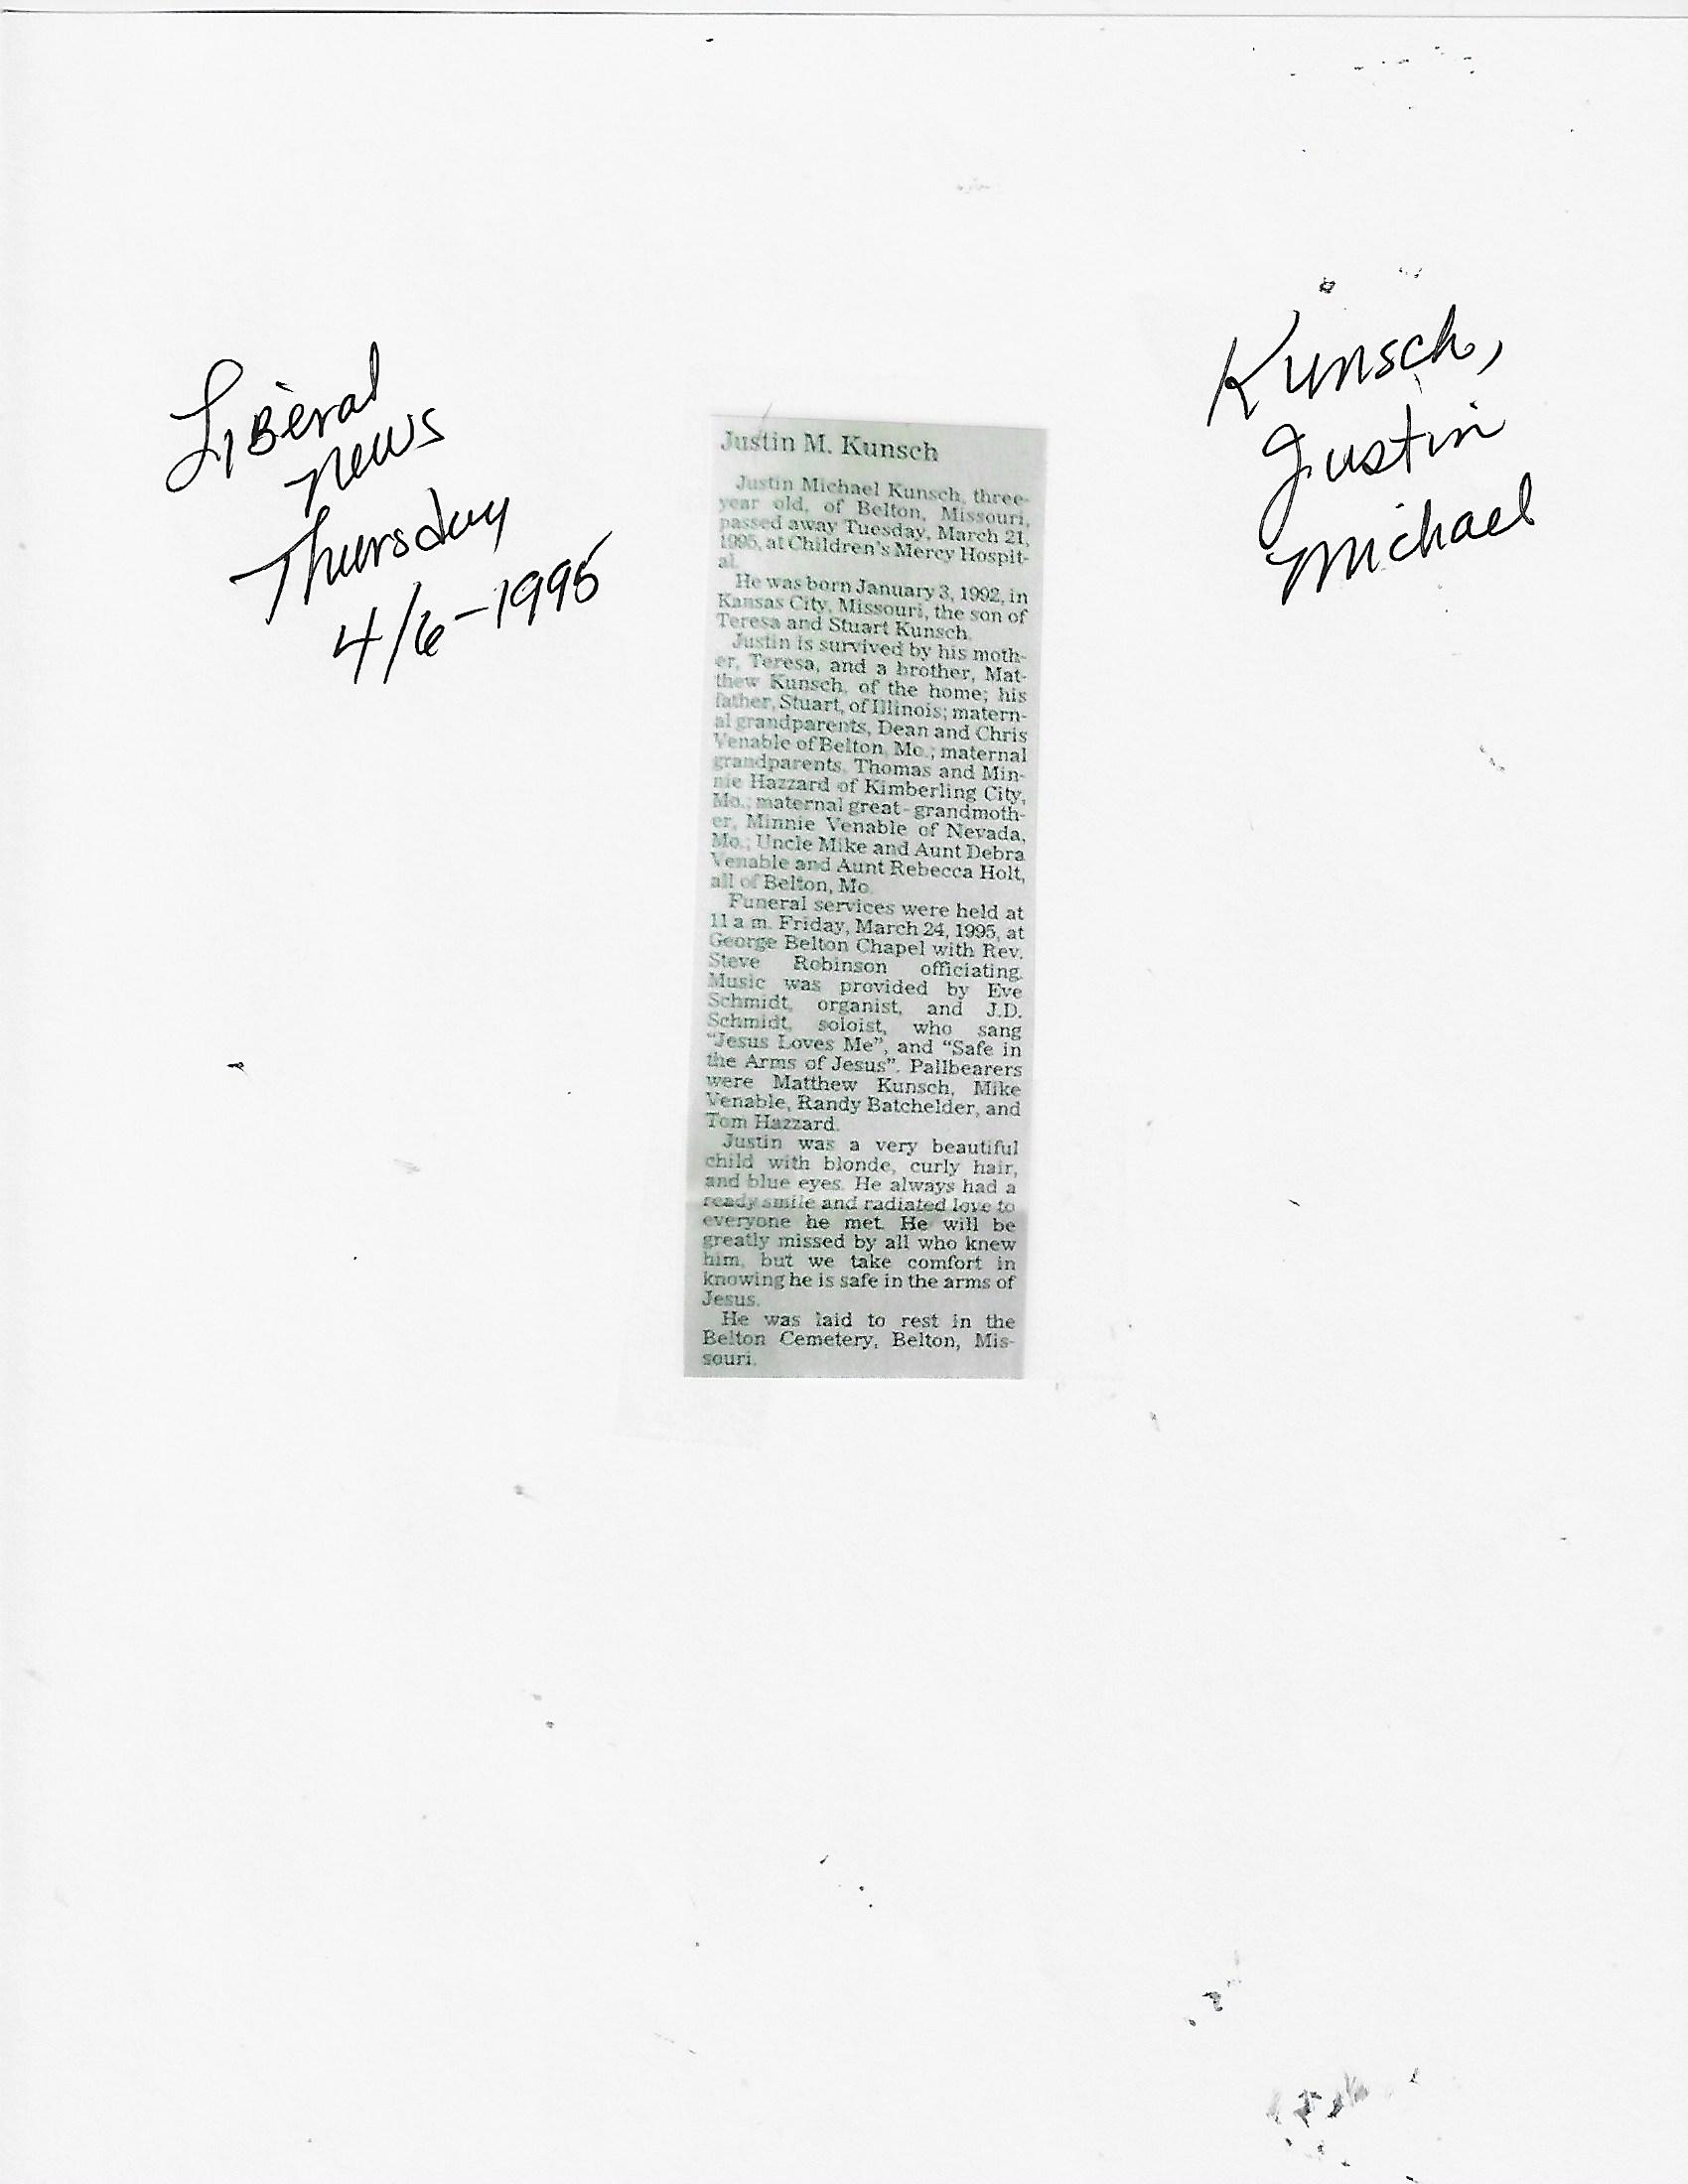 Liberal
News
Thursday
4/6-1995
Kunsch,
Justin
Michael
Justin M. Kunsch
Justin Michael Kunsch, three-
year old, of Belton, Missouri,
passed away Tuesday, March 21,
1995, at Children's Mercy Hospit-
al.
He was born January 3, 1992, in
Kansas City, Missouri, the son of
Teresa and Stuart Kunsch.
Justin is survived by his moth-
er, Teresa, and a brother, Mat-
thew Kunsch, of the home; his
father, Stuart, of Illinois; matern-
al grandparents, Dean and Chris
Venable of Belton, Mo.; maternal
grandparents, Thomas and Min-
nie Hazzard of Kimberling City,
Mo.; maternal great-grandmoth-
er, Minnie Venable of Nevada,
Mo.; Uncle Mike and Aunt Debra
Venable and Aunt Rebecca Holt,
all of Belton, Mo.
Funeral services were held at
11 a.m. Friday, March 24, 1995, at
George Belton Chapel with Rev.
Steve Robinson officiating.
Music was provided by Eve
Schmidt, organist, and J.D.
Schmidt, soloist, who sang
"Jesus Loves Me", and "Safe in
the Arms of Jesus". Pallbearers
were Matthew Kunsch, Mike
Venable, Randy Batchelder, and
Tom Hazzard.
Justin was a very beautiful
child with blonde, curly hair,
and blue eyes. He always had a
ready smile and radiated love to
everyone he met. He will be
greatly missed by all who knew
him, but we take comfort in
knowing he is safe in the arms of
Jesus.
He was laid to rest in the
Belton Cemetery, Belton, Mis-
souri.